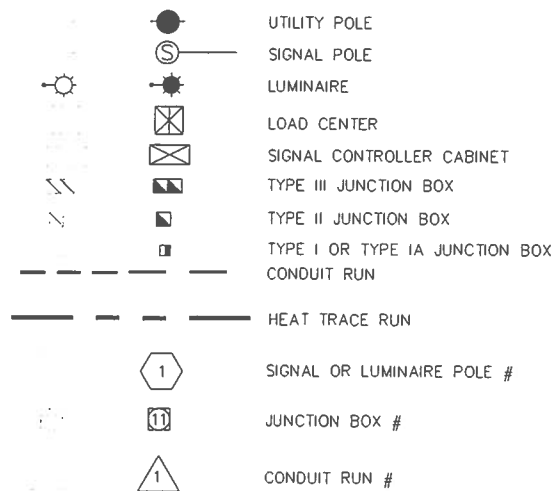 UTILITY POLE
S SIGNAL POLE
LUMINAIRE
LOAD CENTER
SIGNAL CONTROLLER CABINET
TYPE III JUNCTION BOX
TYPE II JUNCTION BOX
TYPE I OR TYPE IA JUNCTION BOX
CONDUIT RUN
HEAT TRACE RUN
1 SIGNAL OR LUMINAIRE POLE #
11 JUNCTION BOX #
1 CONDUIT RUN #